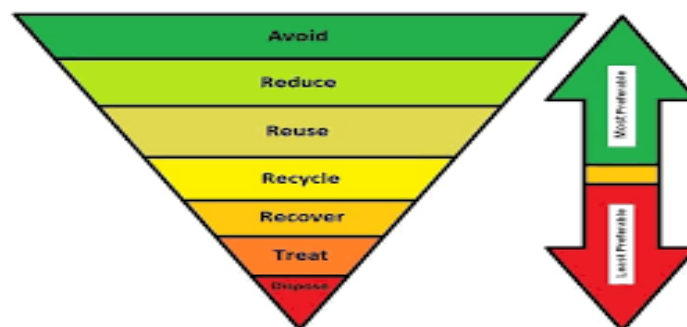 Avoid
Reduce
Reuse
Recycle
Recover
Treat
Dispose
Most Preferable
Least Preferable